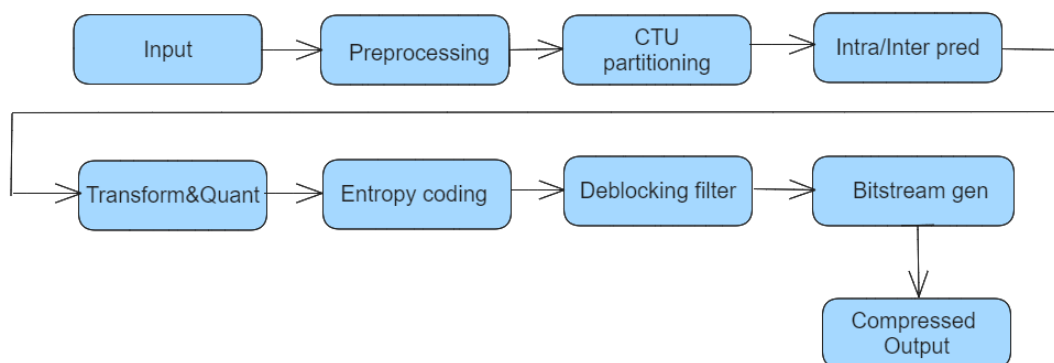 Input
Preprocessing
CTU
partitioning
Intra/Inter pred
Transform&Quant
Entropy coding
Deblocking filter
Bitstream gen
Compressed
Output